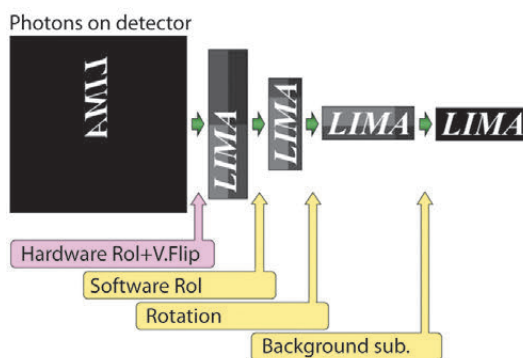 Photons on detector
LIMA
LIMA
LIMA
LIMA
LIMA
Hardware RoI+V.Flip
Software RoI
Rotation
Background sub.